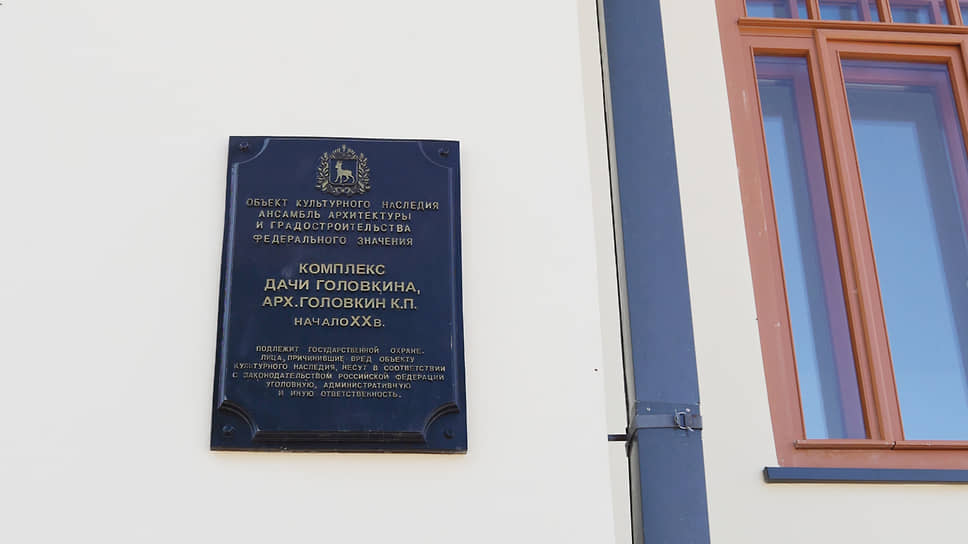 ОБЪЕКТ КУЛЬТУРНОГО НАСЛЕДИЯ
АНСАМБЛЬ АРХИТЕКТУРЫ
И ГРАДОСТРОИТЕЛЬСТВА
ФЕДЕРАЛЬНОГО ЗНАЧЕНИЯ
КОМПЛЕКС
ДАЧИ ГОЛОВКИНА,
АРХ.ГОЛОВКИН К.П.
НАЧАЛО XX В.
ПОДЛЕЖИТ ГОСУДАРСТВЕННОЙ ОХРАНЕ.
ЛИЦА, ПРИЧИНИВШИЕ ВРЕД ОБЪЕКТУ
КУЛЬТУРНОГО НАСЛЕДИЯ, НЕСУТ В СООТВЕТСТВИИ
С ЗАКОНОДАТЕЛЬСТВОМ РОССИЙСКОЙ ФЕДЕРАЦИИ
УГОЛОВНУЮ, АДМИНИСТРАТИВНУЮ
И ИНУЮ ОТВЕТСТВЕННОСТЬ.